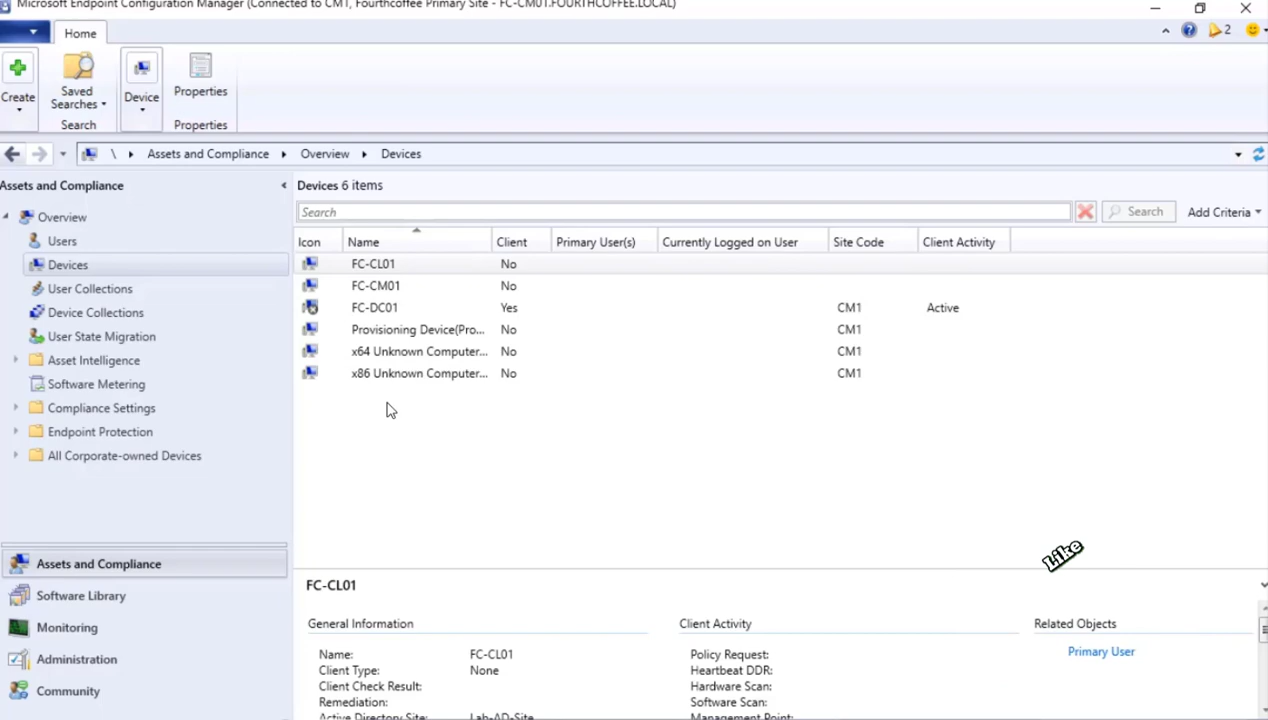 Microsoft Endpoint Configuration Manager (Connected to CM1, Fourthcoffee Primary Site - FC-CM01.FOURTHCOFFEE.LOCAL)
Home
2
Create
Saved Searches
Device
Properties
Search
Properties
\ Assets and Compliance Overview Devices
Assets and Compliance
Overview
Users
Devices
User Collections
Device Collections
User State Migration
Asset Intelligence
Software Metering
Compliance Settings
Endpoint Protection
All Corporate-owned Devices
Assets and Compliance
Software Library
Monitoring
Administration
Community
Devices 6 items
Search
Search
Add Criteria
Icon Name Client Primary User(s) Currently Logged on User Site Code Client Activity
FC-CL01 No
FC-CM01 No
FC-DC01 Yes CM1 Active
Provisioning Device(Pro... No CM1
x64 Unknown Computer... No CM1
x86 Unknown Computer... No CM1
Like
FC-CL01
General Information
Name: FC-CL01
Client Type: None
Client Check Result:
Remediation:
Active Directory Site: Lab-AD-Site
Client Activity
Policy Request:
Heartbeat DDR:
Hardware Scan:
Software Scan:
Management Point:
Related Objects
Primary User